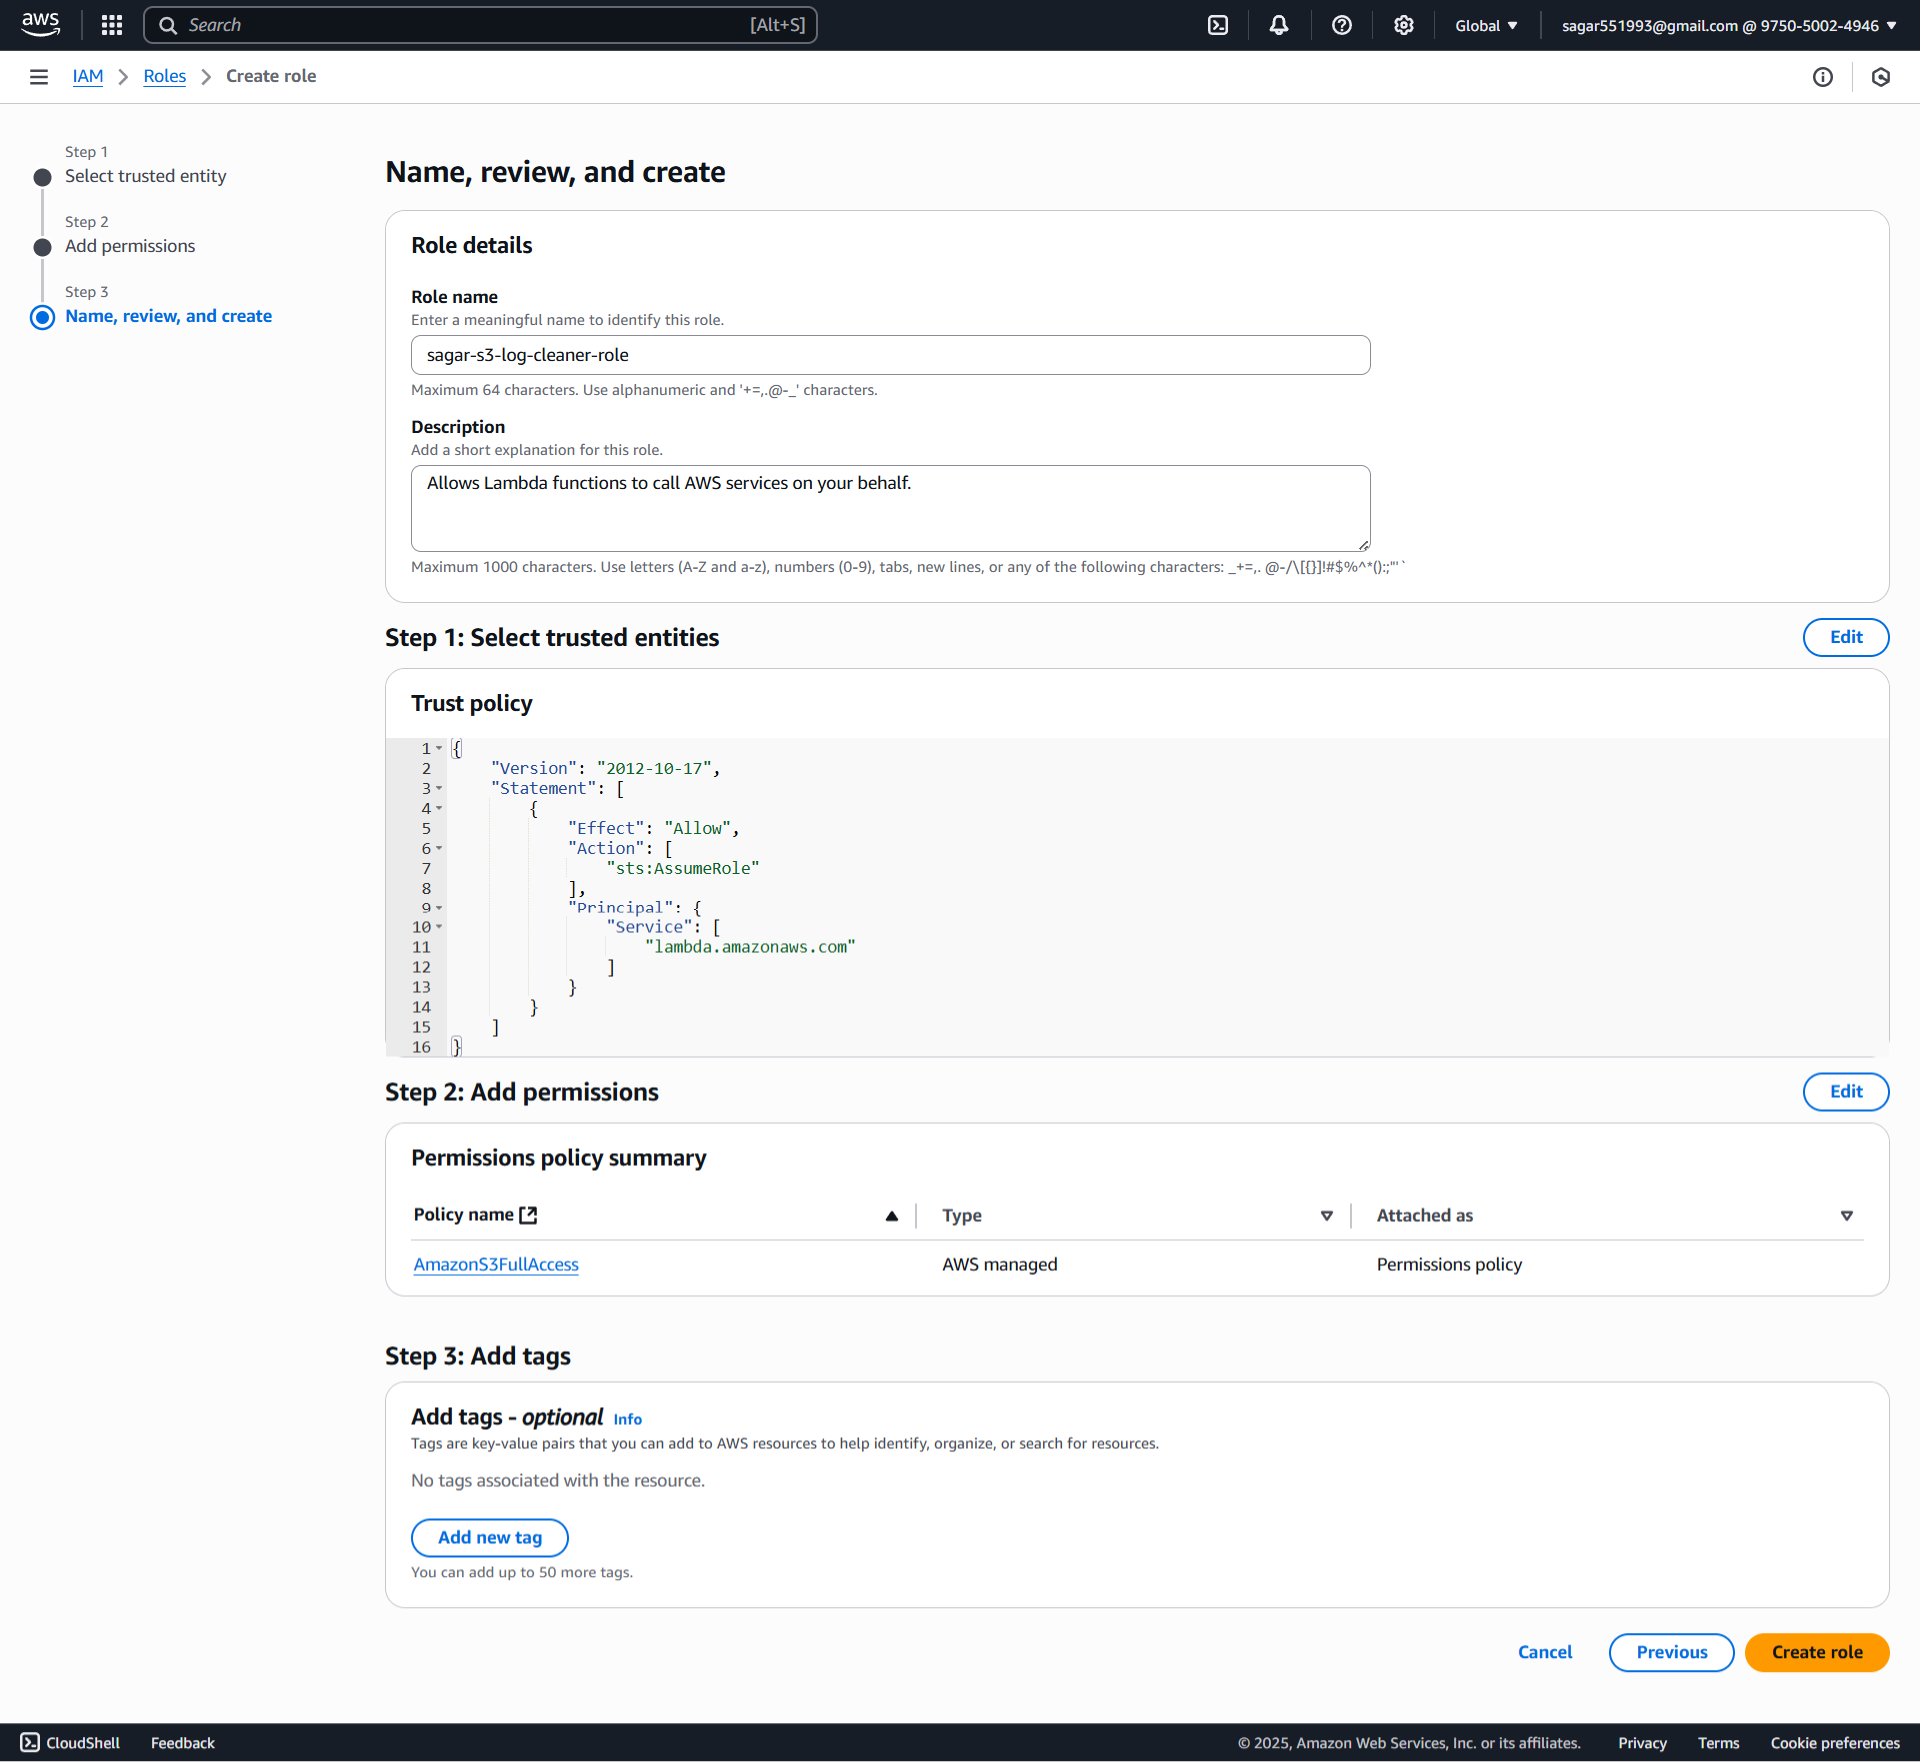 aws
Search [Alt+S]
Global
sagar551993@gmail.com @ 9750-5002-4946
IAM > Roles > Create role
Step 1
Select trusted entity
Step 2
Add permissions
Step 3
Name, review, and create
Name, review, and create
Role details
Role name
Enter a meaningful name to identify this role.
sagar-s3-log-cleaner-role
Maximum 64 characters. Use alphanumeric and '+=,.@-_' characters.
Description
Add a short explanation for this role.
Allows Lambda functions to call AWS services on your behalf.
Maximum 1000 characters. Use letters (A-Z and a-z), numbers (0-9), tabs, new lines, or any of the following characters: _+=,. @-/\[{}]!#$%^*();:;"'`
Step 1: Select trusted entities
Edit
Trust policy
1 {
2 "Version": "2012-10-17",
3 "Statement": [
4 {
5 "Effect": "Allow",
6 "Action": [
7 "sts:AssumeRole"
8 ],
9 "Principal": {
10 "Service": [
11 "lambda.amazonaws.com"
12 ]
13 }
14 }
15 ]
16 }
Step 2: Add permissions
Edit
Permissions policy summary
Policy name
Type
Attached as
AmazonS3FullAccess
AWS managed
Permissions policy
Step 3: Add tags
Add tags - optional Info
Tags are key-value pairs that you can add to AWS resources to help identify, organize, or search for resources.
No tags associated with the resource.
Add new tag
You can add up to 50 more tags.
Cancel
Previous
Create role
CloudShell
Feedback
© 2025, Amazon Web Services, Inc. or its affiliates.
Privacy
Terms
Cookie preferences